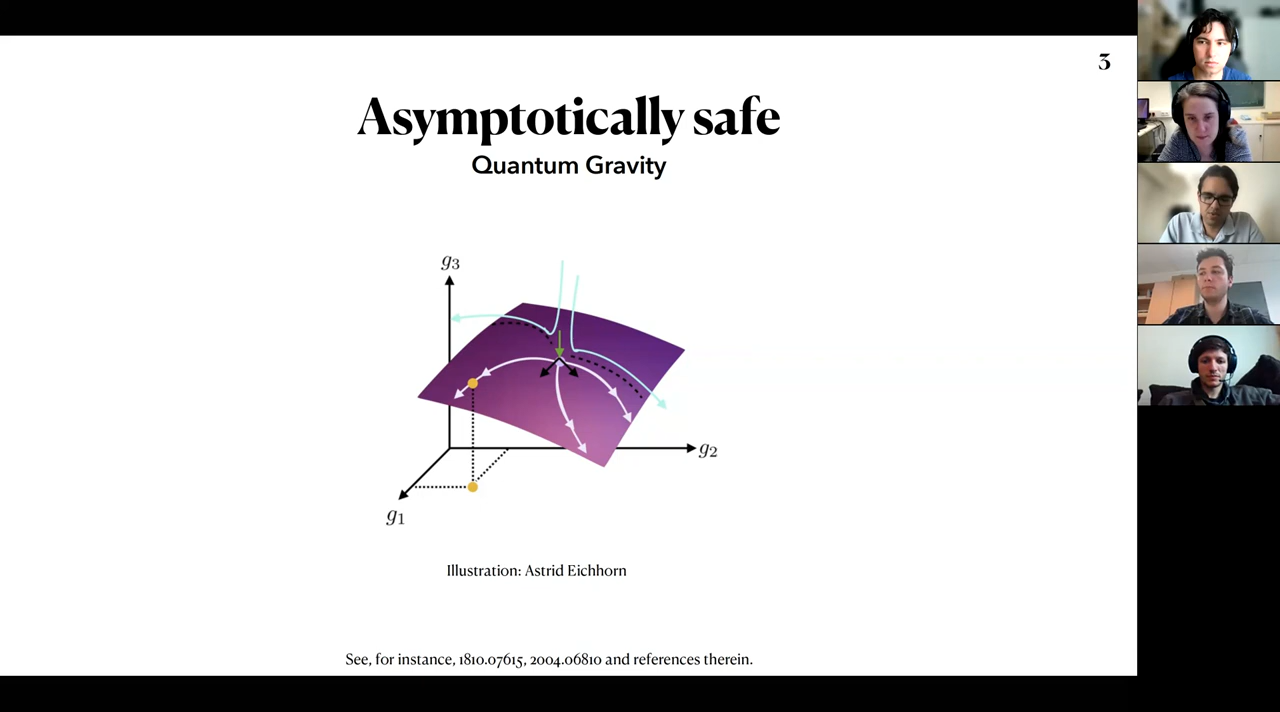 3
Asymptotically safe
Quantum Gravity
g₃
g₂
g₁
Illustration: Astrid Eichhorn
See, for instance, 1810.07615, 2004.06810 and references therein.